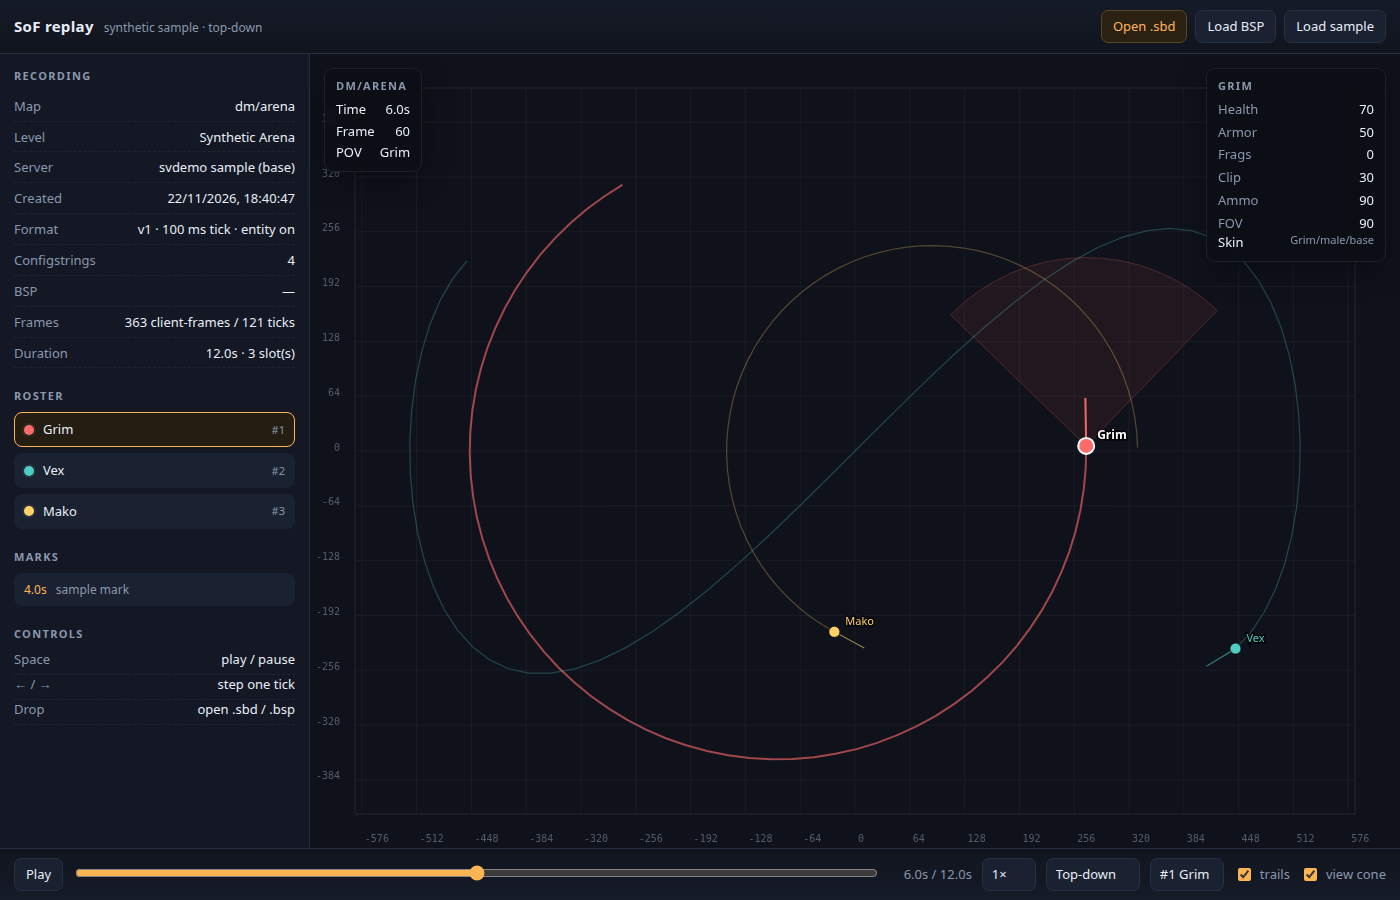 SoF replay synthetic sample · top-down
Open .sbd Load BSP Load sample
RECORDING
Map dm/arena
Level Synthetic Arena
Server svdemo sample (base)
Created 22/11/2026, 18:40:47
Format v1 · 100 ms tick · entity on
Configstrings 4
BSP —
Frames 363 client-frames / 121 ticks
Duration 12.0s · 3 slot(s)
ROSTER
Grim #1
Vex #2
Mako #3
MARKS
4.0s sample mark
CONTROLS
Space play / pause
← / → step one tick
Drop open .sbd / .bsp
DM/ARENA
Time 6.0s
Frame 60
POV Grim
GRIM
Health 70
Armor 50
Frags 0
Clip 30
Ammo 90
FOV 90
Skin Grim/male/base
320
256
192
128
64
0
-64
-128
-192
-256
-320
-384
Grim
Mako
Vex
-576 -512 -448 -384 -320 -256 -192 -128 -64 0 64 128 192 256 320 384 448 512 576
Play 6.0s / 12.0s 1× Top-down #1 Grim trails view cone